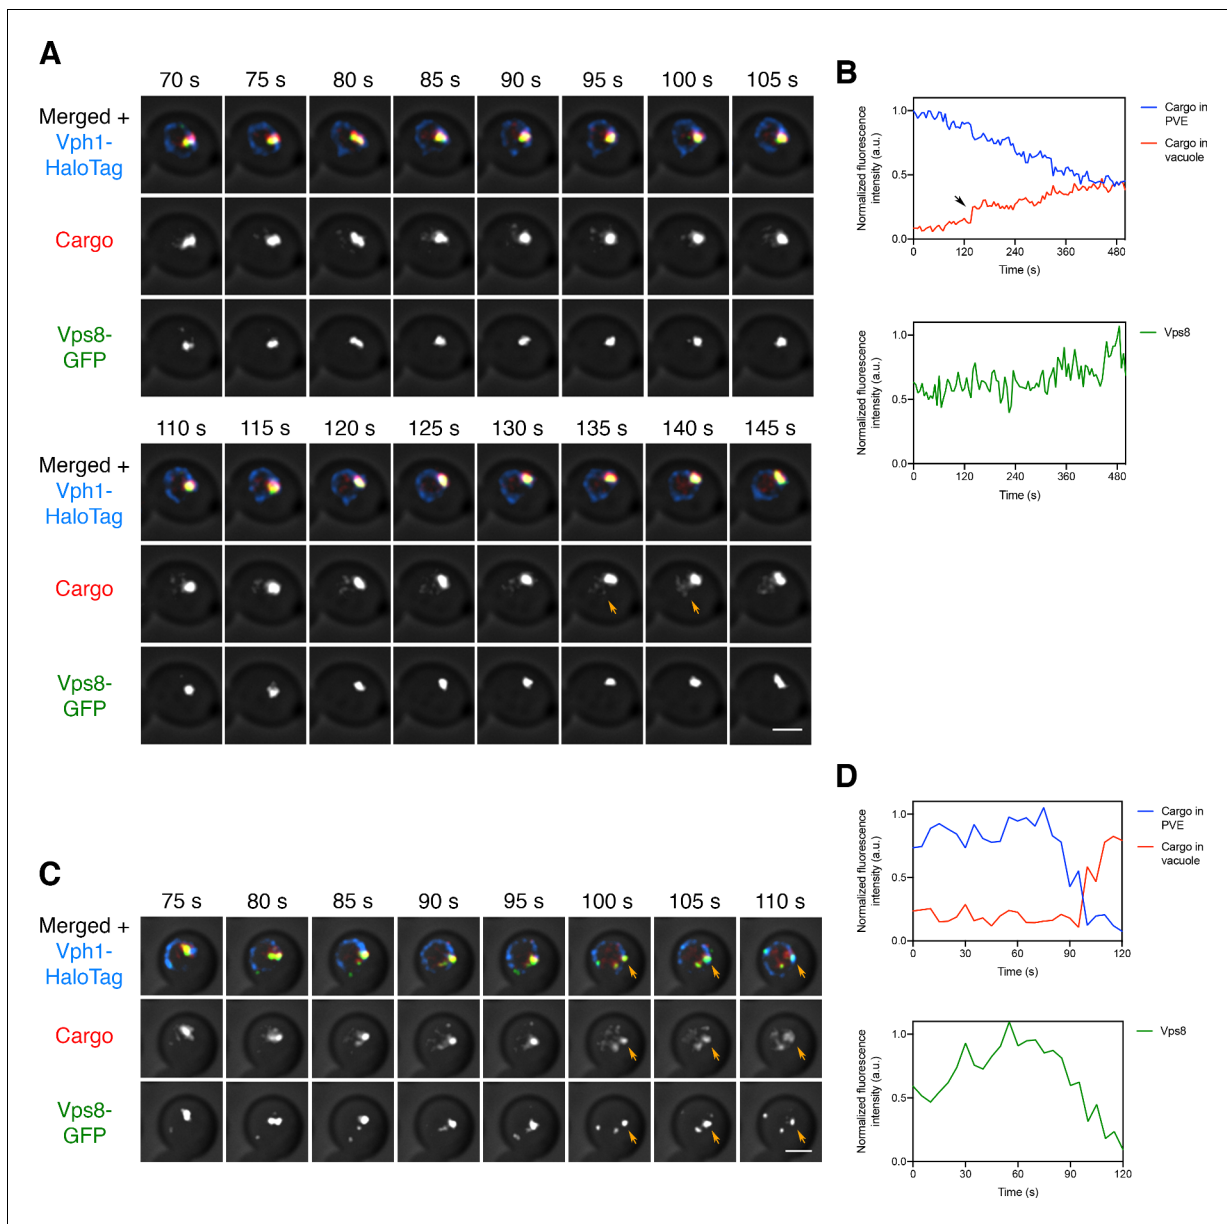 A
70 s 75 s 80 s 85 s 90 s 95 s 100 s 105 s
Merged +
Vph1-
HaloTag
Cargo
Vps8-
GFP
110 s 115 s 120 s 125 s 130 s 135 s 140 s 145 s
Merged +
Vph1-
HaloTag
Cargo
Vps8-
GFP
B
Normalized fluorescence
intensity (a.u.)
1.0
0.5
0.0
0 120 240 360 480
Time (s)
Cargo in
PVE
Cargo in
vacuole
Normalized fluorescence
intensity (a.u.)
1.0
0.5
0.0
0 120 240 360 480
Time (s)
Vps8
C
75 s 80 s 85 s 90 s 95 s 100 s 105 s 110 s
Merged +
Vph1-
HaloTag
Cargo
Vps8-
GFP
D
Normalized fluorescence
intensity (a.u.)
1.0
0.5
0.0
0 30 60 90 120
Time (s)
Cargo in
PVE
Cargo in
vacuole
Normalized fluorescence
intensity (a.u.)
1.0
0.5
0.0
0 30 60 90 120
Time (s)
Vps8